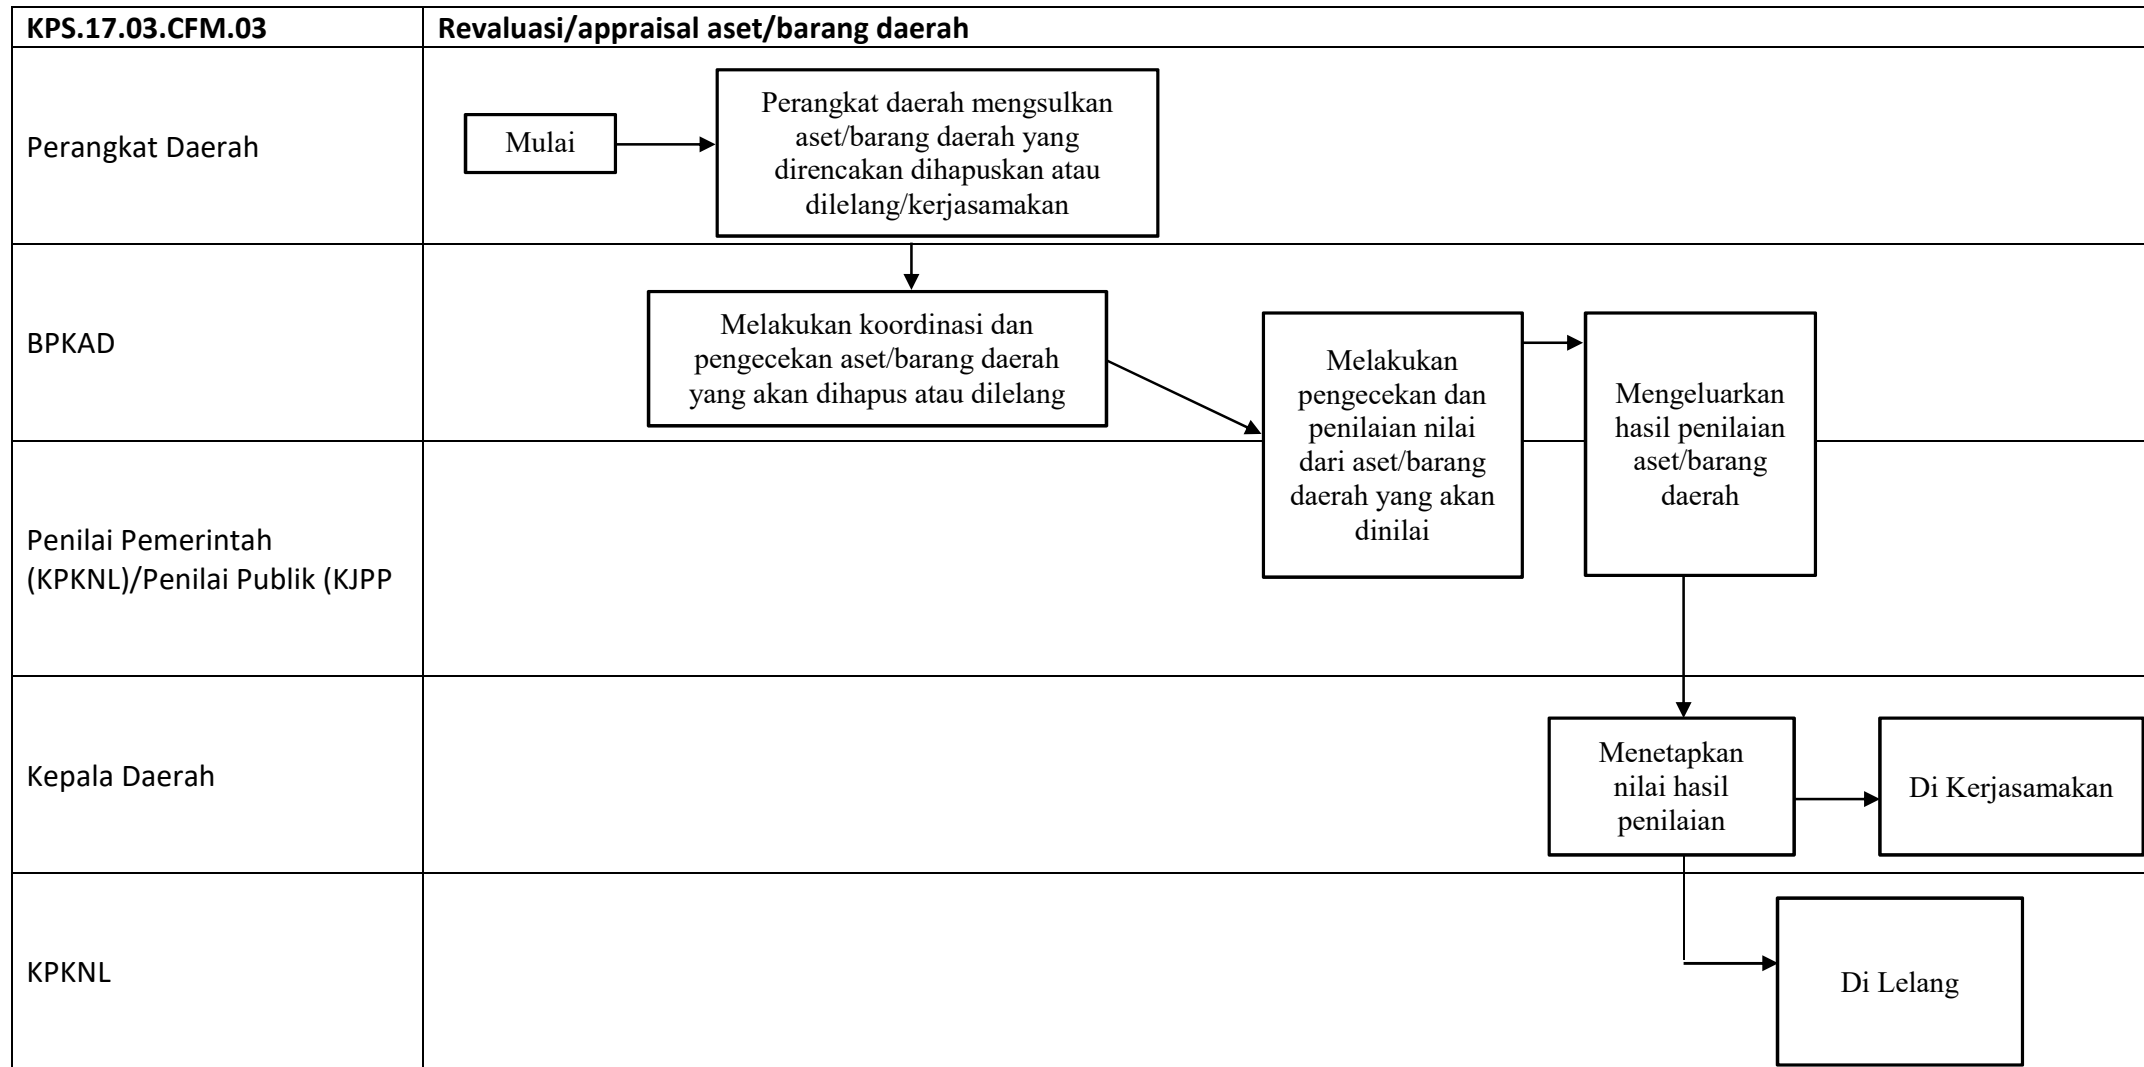 KPS.17.03.CFM.03
Revaluasi/appraisal aset/barang daerah
Perangkat Daerah
Mulai
Perangkat daerah mengsulkan
aset/barang daerah yang
direncakan dihapuskan atau
dilelang/kerjasamakan
BPKAD
Melakukan koordinasi dan
pengecekan aset/barang daerah
yang akan dihapus atau dilelang
Melakukan
pengecekan dan
penilaian nilai
dari aset/barang
daerah yang akan
dinilai
Mengeluarkan
hasil penilaian
aset/barang
daerah
Penilai Pemerintah
(KPKNL)/Penilai Publik (KJPP
Kepala Daerah
Menetapkan
nilai hasil
penilaian
Di Kerjasamakan
KPKNL
Di Lelang